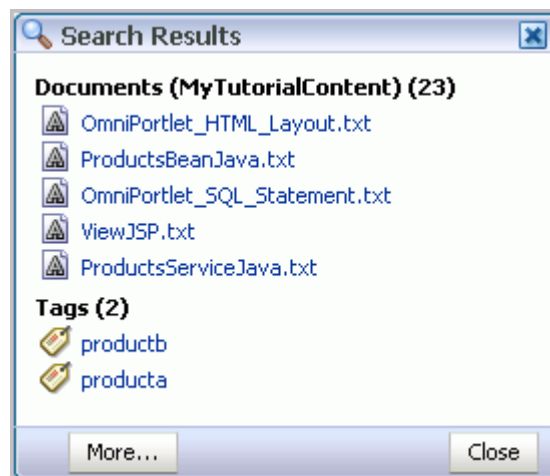 Search Results
Documents (MyTutorialContent) (23)
OmniPortlet_HTML_Layout.txt
ProductsBeanJava.txt
OmniPortlet_SQL_Statement.txt
ViewJSP.txt
ProductsServiceJava.txt
Tags (2)
productb
producta
More... Close